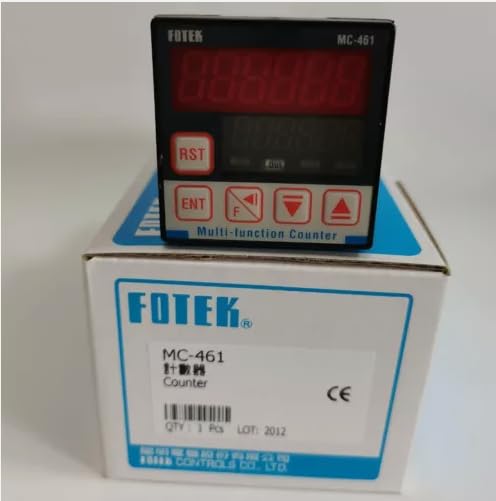 FOTEK MC-461
out
RST
ENT F
Multi-function Counter
FOTEK®
MC-461
計數器
Counter
CE
QTY : 1 Pcs LOT: 2012
FOTEK CONTROLS CO., LTD.